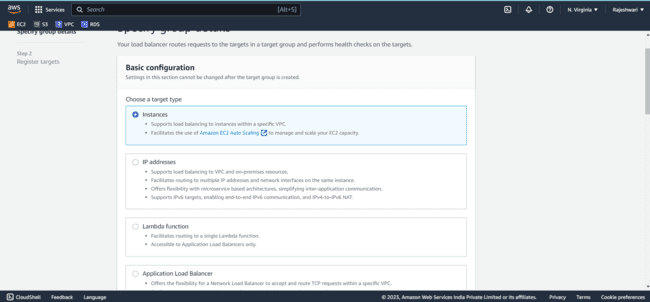 aws Services Search [Alt+S] N. Virginia Rajeshwari
EC2 S3 VPC RDS
Specify group details
Specify group details
Your load balancer routes requests to the targets in a target group and performs health checks on the targets.
Step 2
Register targets
Basic configuration
Settings in this section cannot be changed after the target group is created.
Choose a target type
Instances
• Supports load balancing to instances within a specific VPC.
• Facilitates the use of Amazon EC2 Auto Scaling to manage and scale your EC2 capacity.
IP addresses
• Supports load balancing to VPC and on-premises resources.
• Facilitates routing to multiple IP addresses and network interfaces on the same instance.
• Offers flexibility with microservice based architectures, simplifying inter-application communication.
• Supports IPv6 targets, enabling end-to-end IPv6 communication, and IPv4-to-IPv6 NAT.
Lambda function
• Facilitates routing to a single Lambda function.
• Accessible to Application Load Balancers only.
Application Load Balancer
• Offers the flexibility for a Network Load Balancer to accept and route TCP requests within a specific VPC.
CloudShell Feedback Language © 2023, Amazon Web Services India Private Limited or its affiliates. Privacy Terms Cookie preferences